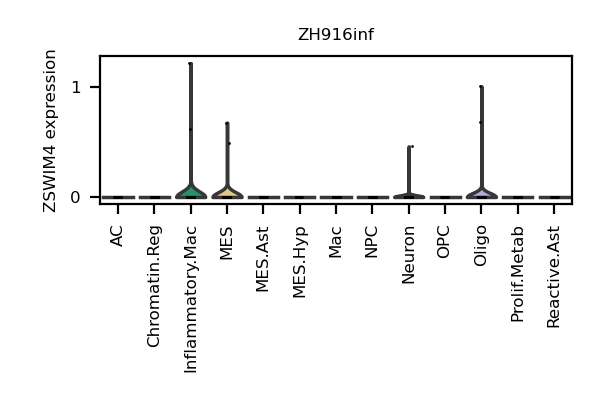 ZH916inf
ZSWIM4 expression
1
0
AC
Chromatin.Reg
Inflammatory.Mac
MES
MES.Ast
MES.Hyp
Mac
NPC
Neuron
OPC
Oligo
Prolif.Metab
Reactive.Ast